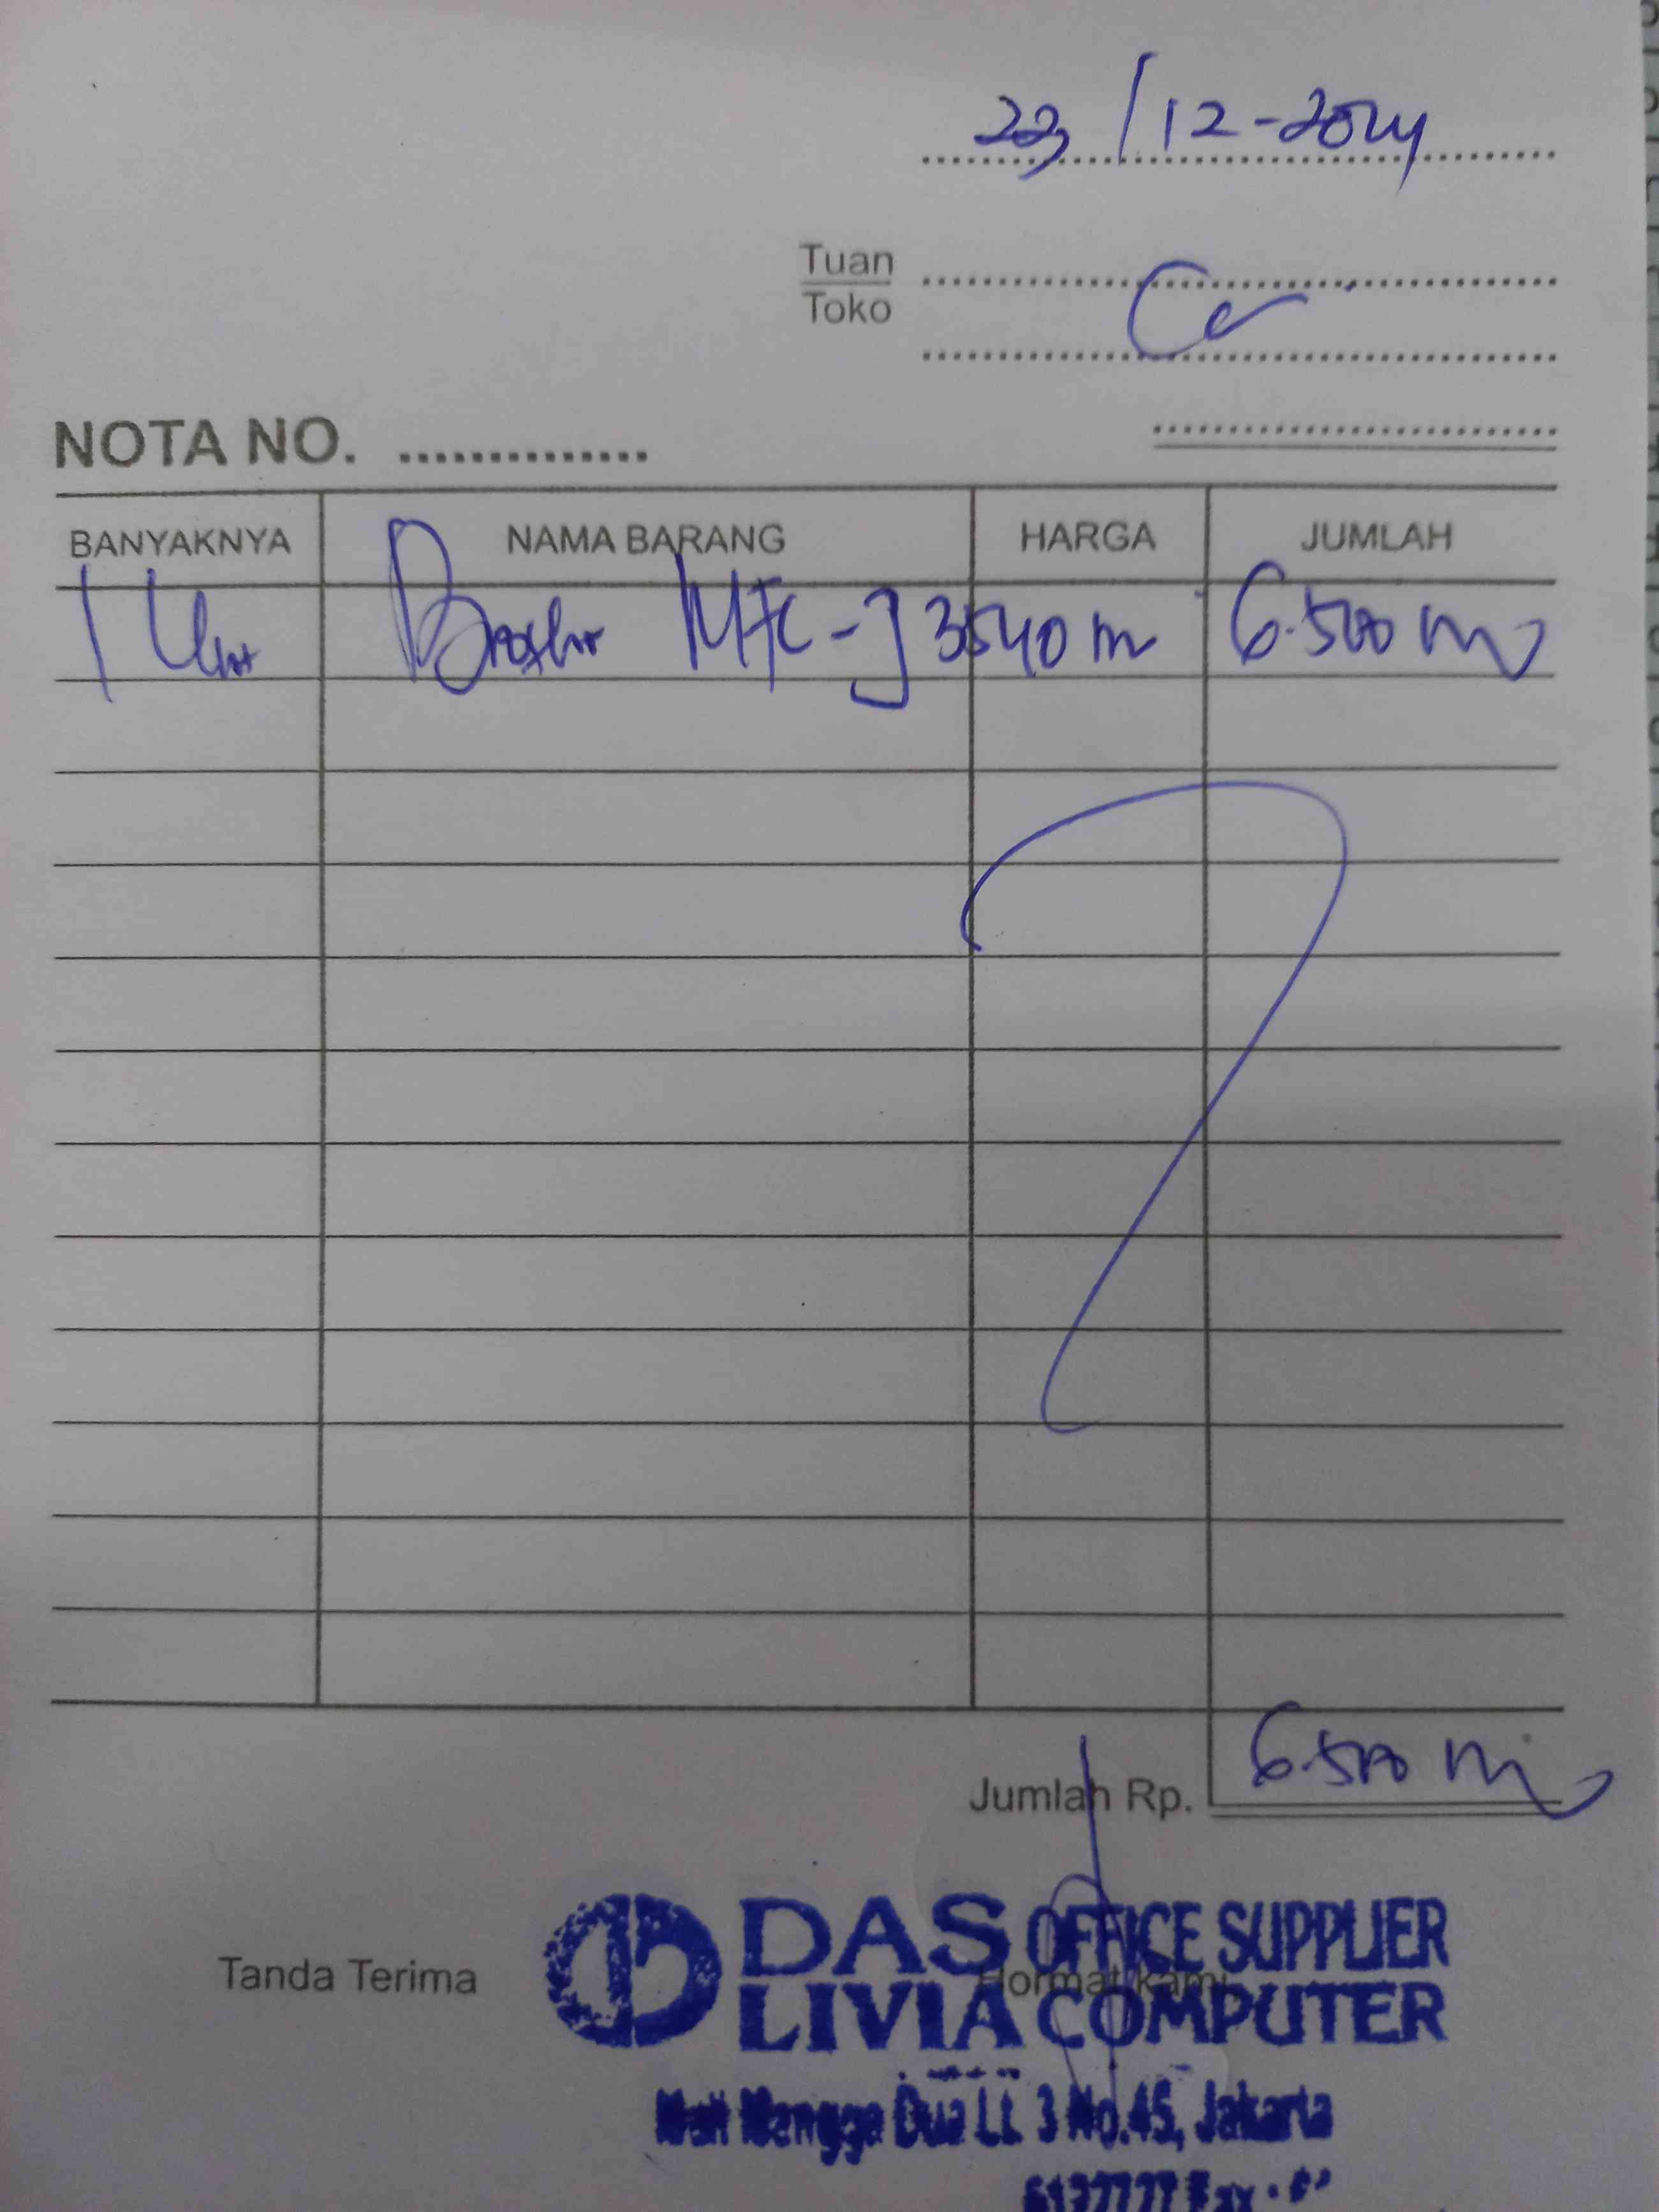 23/12-2024
Tuan
Toko
NOTA NO. ..............
BANYAKNYA NAMA BARANG HARGA JUMLAH
1 Unit Brother MFC-J3540 6.500
Jumlah Rp. 6.500
Tanda Terima
Hormat kami,
DAS OFFICE SUPPLIER
LIVIA COMPUTER
Mall Mangga Dua Lt. 3 No.45, Jakarta
6127777 Fax :